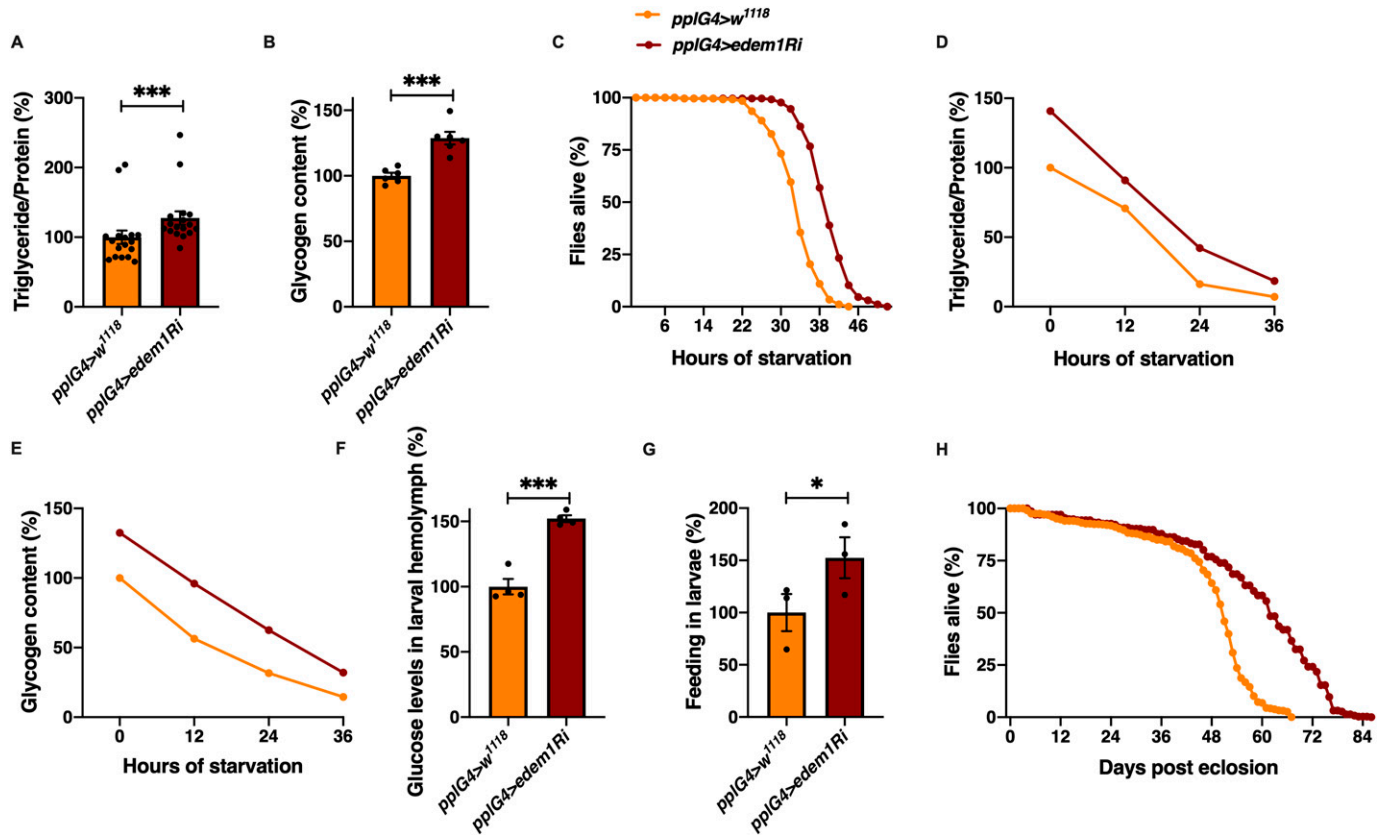 pplG4>w1118
pplG4>edem1Ri
A
Triglyceride/Protein (%)
300
200
100
0
***
pplG4>w1118
pplG4>edem1Ri
B
Glycogen content (%)
150
100
50
0
***
pplG4>w1118
pplG4>edem1Ri
C
Flies alive (%)
100
75
50
25
0
6 14 22 30 38 46
Hours of starvation
D
Triglyceride/Protein (%)
150
100
50
0
0 12 24 36
Hours of starvation
E
Glycogen content (%)
150
100
50
0
0 12 24 36
Hours of starvation
F
Glucose levels in larval hemolymph (%)
150
100
50
0
***
pplG4>w1118
pplG4>edem1Ri
G
Feeding in larvae (%)
200
150
100
50
0
*
pplG4>w1118
pplG4>edem1Ri
H
Flies alive (%)
100
75
50
25
0
0 12 24 36 48 60 72 84
Days post eclosion